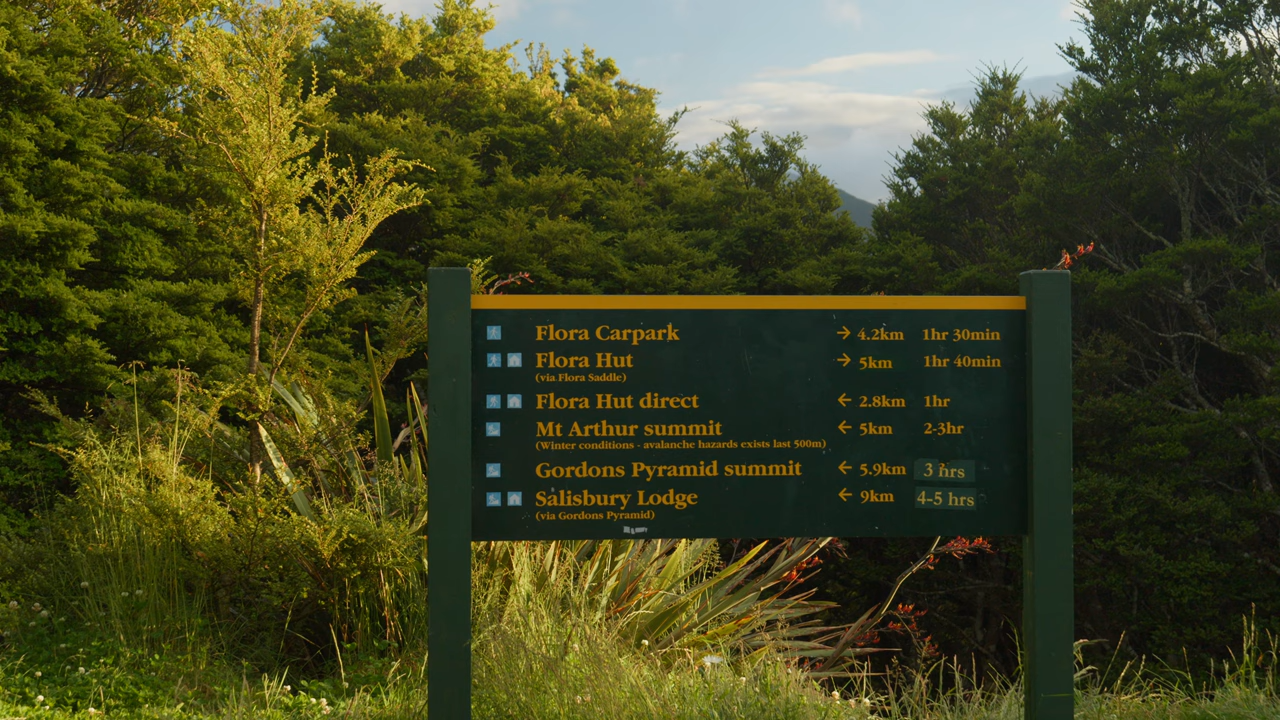 Flora Carpark → 4.2km 1hr 30min
Flora Hut → 5km 1hr 40min
(via Flora Saddle)
Flora Hut direct ← 2.8km 1hr
Mt Arthur summit ← 5km 2-3hr
(Winter conditions - avalanche hazards exists last 500m)
Gordons Pyramid summit ← 5.9km 3 hrs
Salisbury Lodge ← 9km 4-5 hrs
(via Gordons Pyramid)